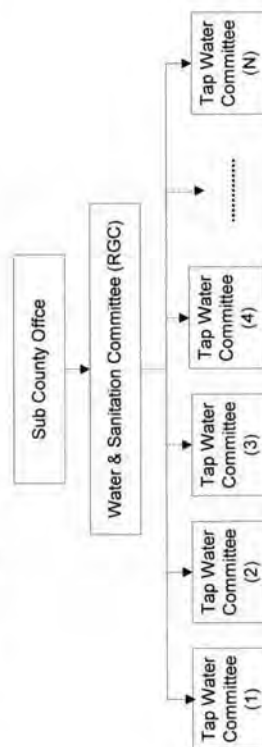 Sub County Offce
Water & Sanitation Committee (RGC)
Tap Water
Committee
(1)
Tap Water
Committee
(2)
Tap Water
Committee
(3)
Tap Water
Committee
(4)
............
Tap Water
Committee
(N)